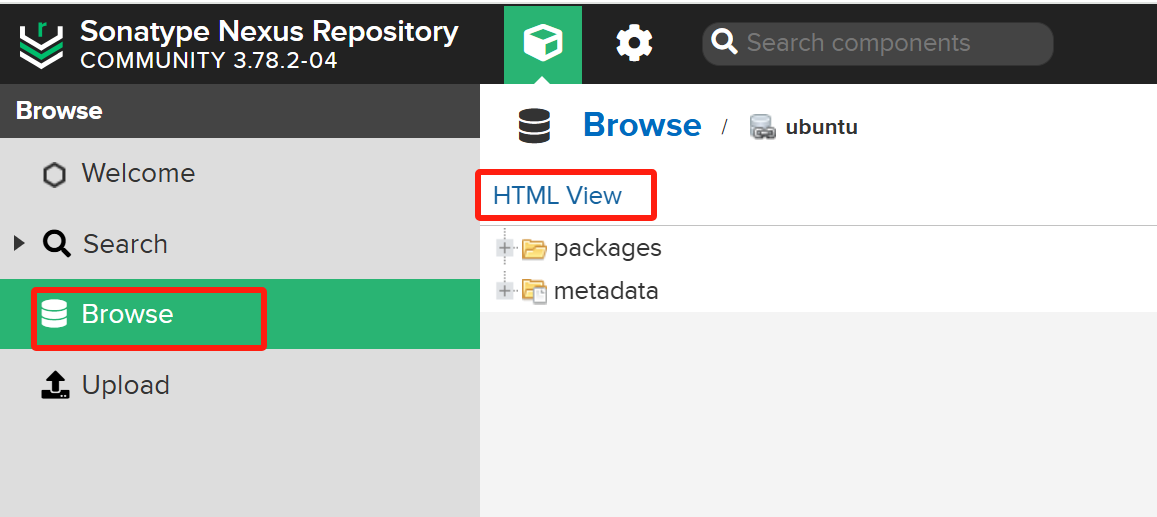 Sonatype Nexus Repository
COMMUNITY 3.78.2-04
Search components
Browse
Welcome
Search
Browse
Upload
Browse / ubuntu
HTML View
packages
metadata